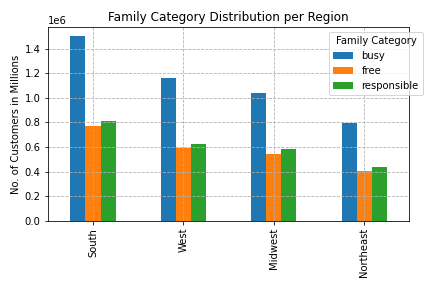 Family Category Distribution per Region
1e6
No. of Customers in Millions
1.4
1.2
1.0
0.8
0.6
0.4
0.2
0.0
Family Category
busy
free
responsible
South
West
Midwest
Northeast